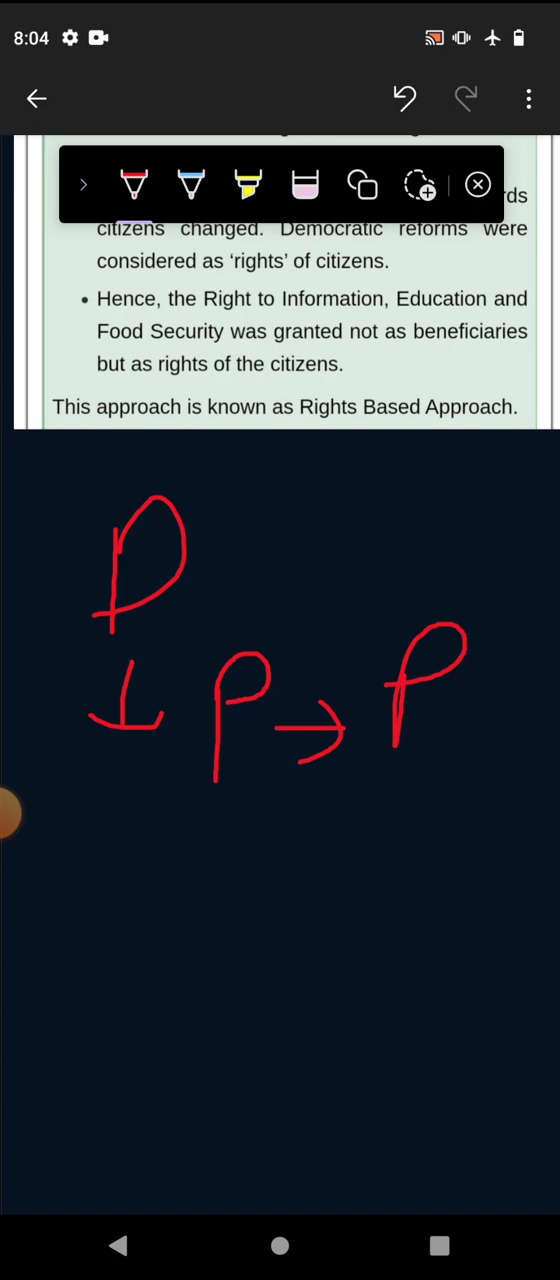 8:04
rds
citizens changed. Democratic reforms were
considered as ‘rights’ of citizens.
• Hence, the Right to Information, Education and
Food Security was granted not as beneficiaries
but as rights of the citizens.
This approach is known as Rights Based Approach.
D
↓ P → P